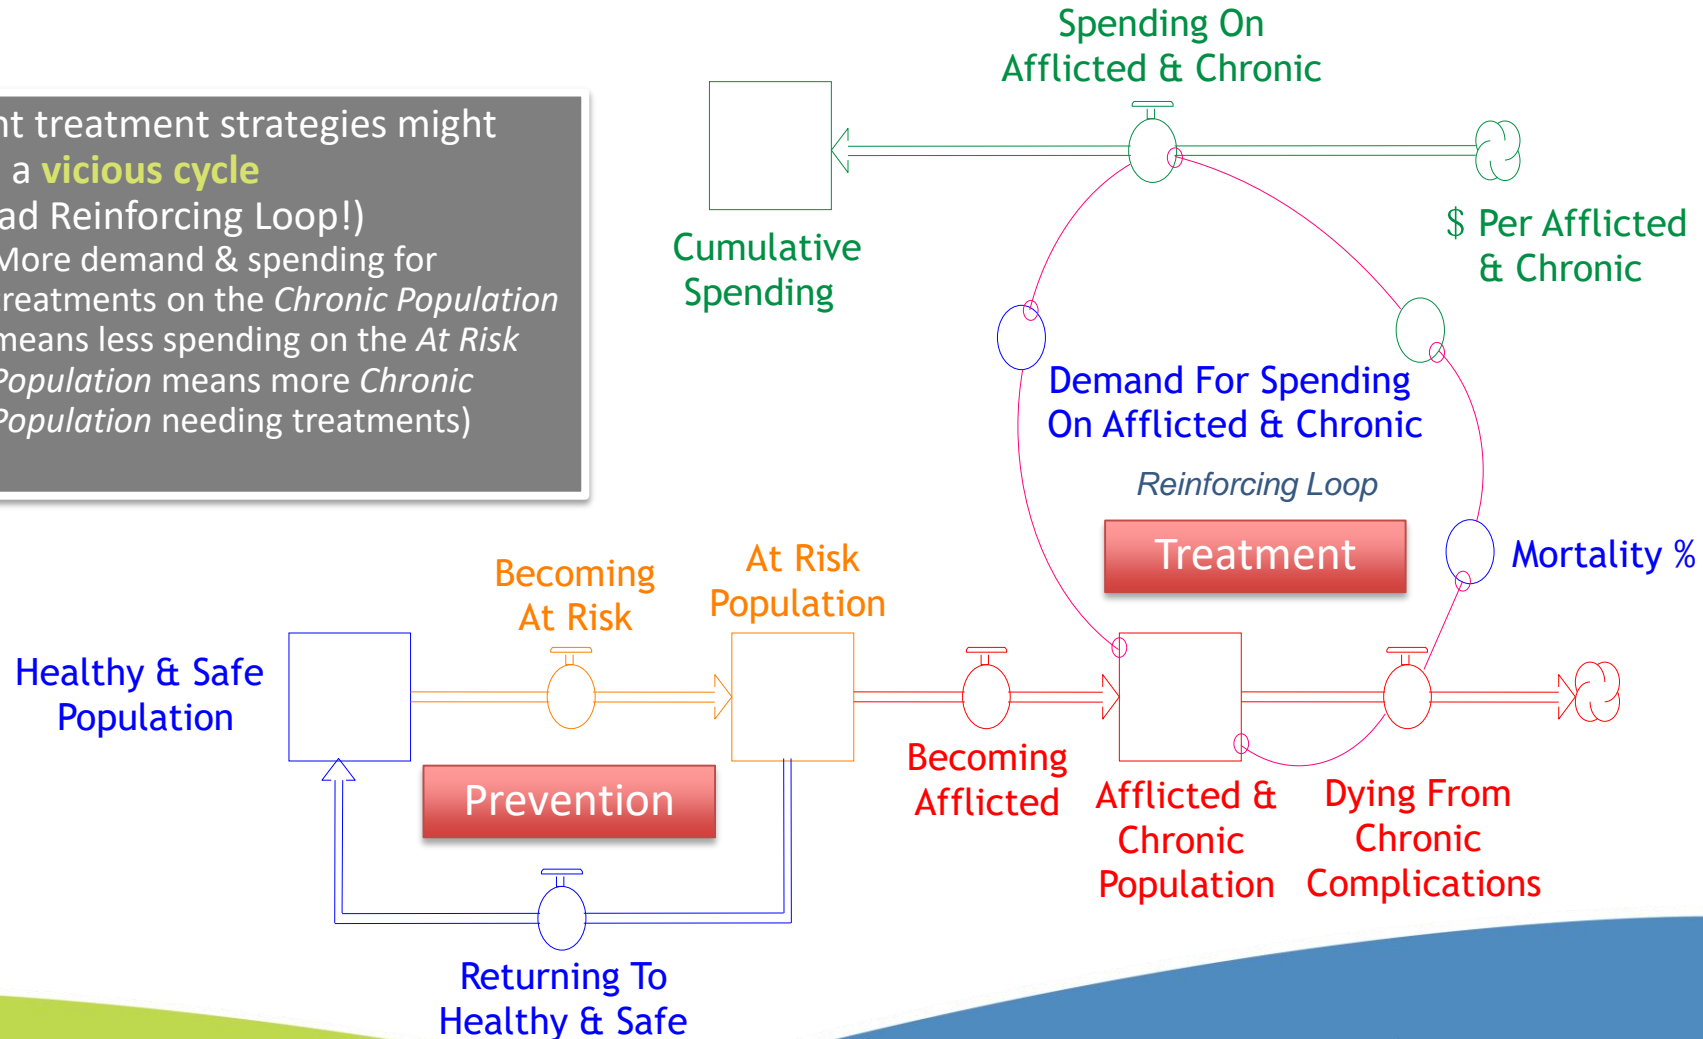 nt treatment strategies might
a vicious cycle
ad Reinforcing Loop!)
More demand & spending for
treatments on the Chronic Population
means less spending on the At Risk
Population means more Chronic
Population needing treatments)
Spending On
Afflicted & Chronic
Cumulative
Spending
$ Per Afflicted
& Chronic
Demand For Spending
On Afflicted & Chronic
Reinforcing Loop
Treatment
Mortality %
Becoming
At Risk
At Risk
Population
Healthy & Safe
Population
Prevention
Becoming
Afflicted
Afflicted &
Chronic
Population
Dying From
Chronic
Complications
Returning To
Healthy & Safe